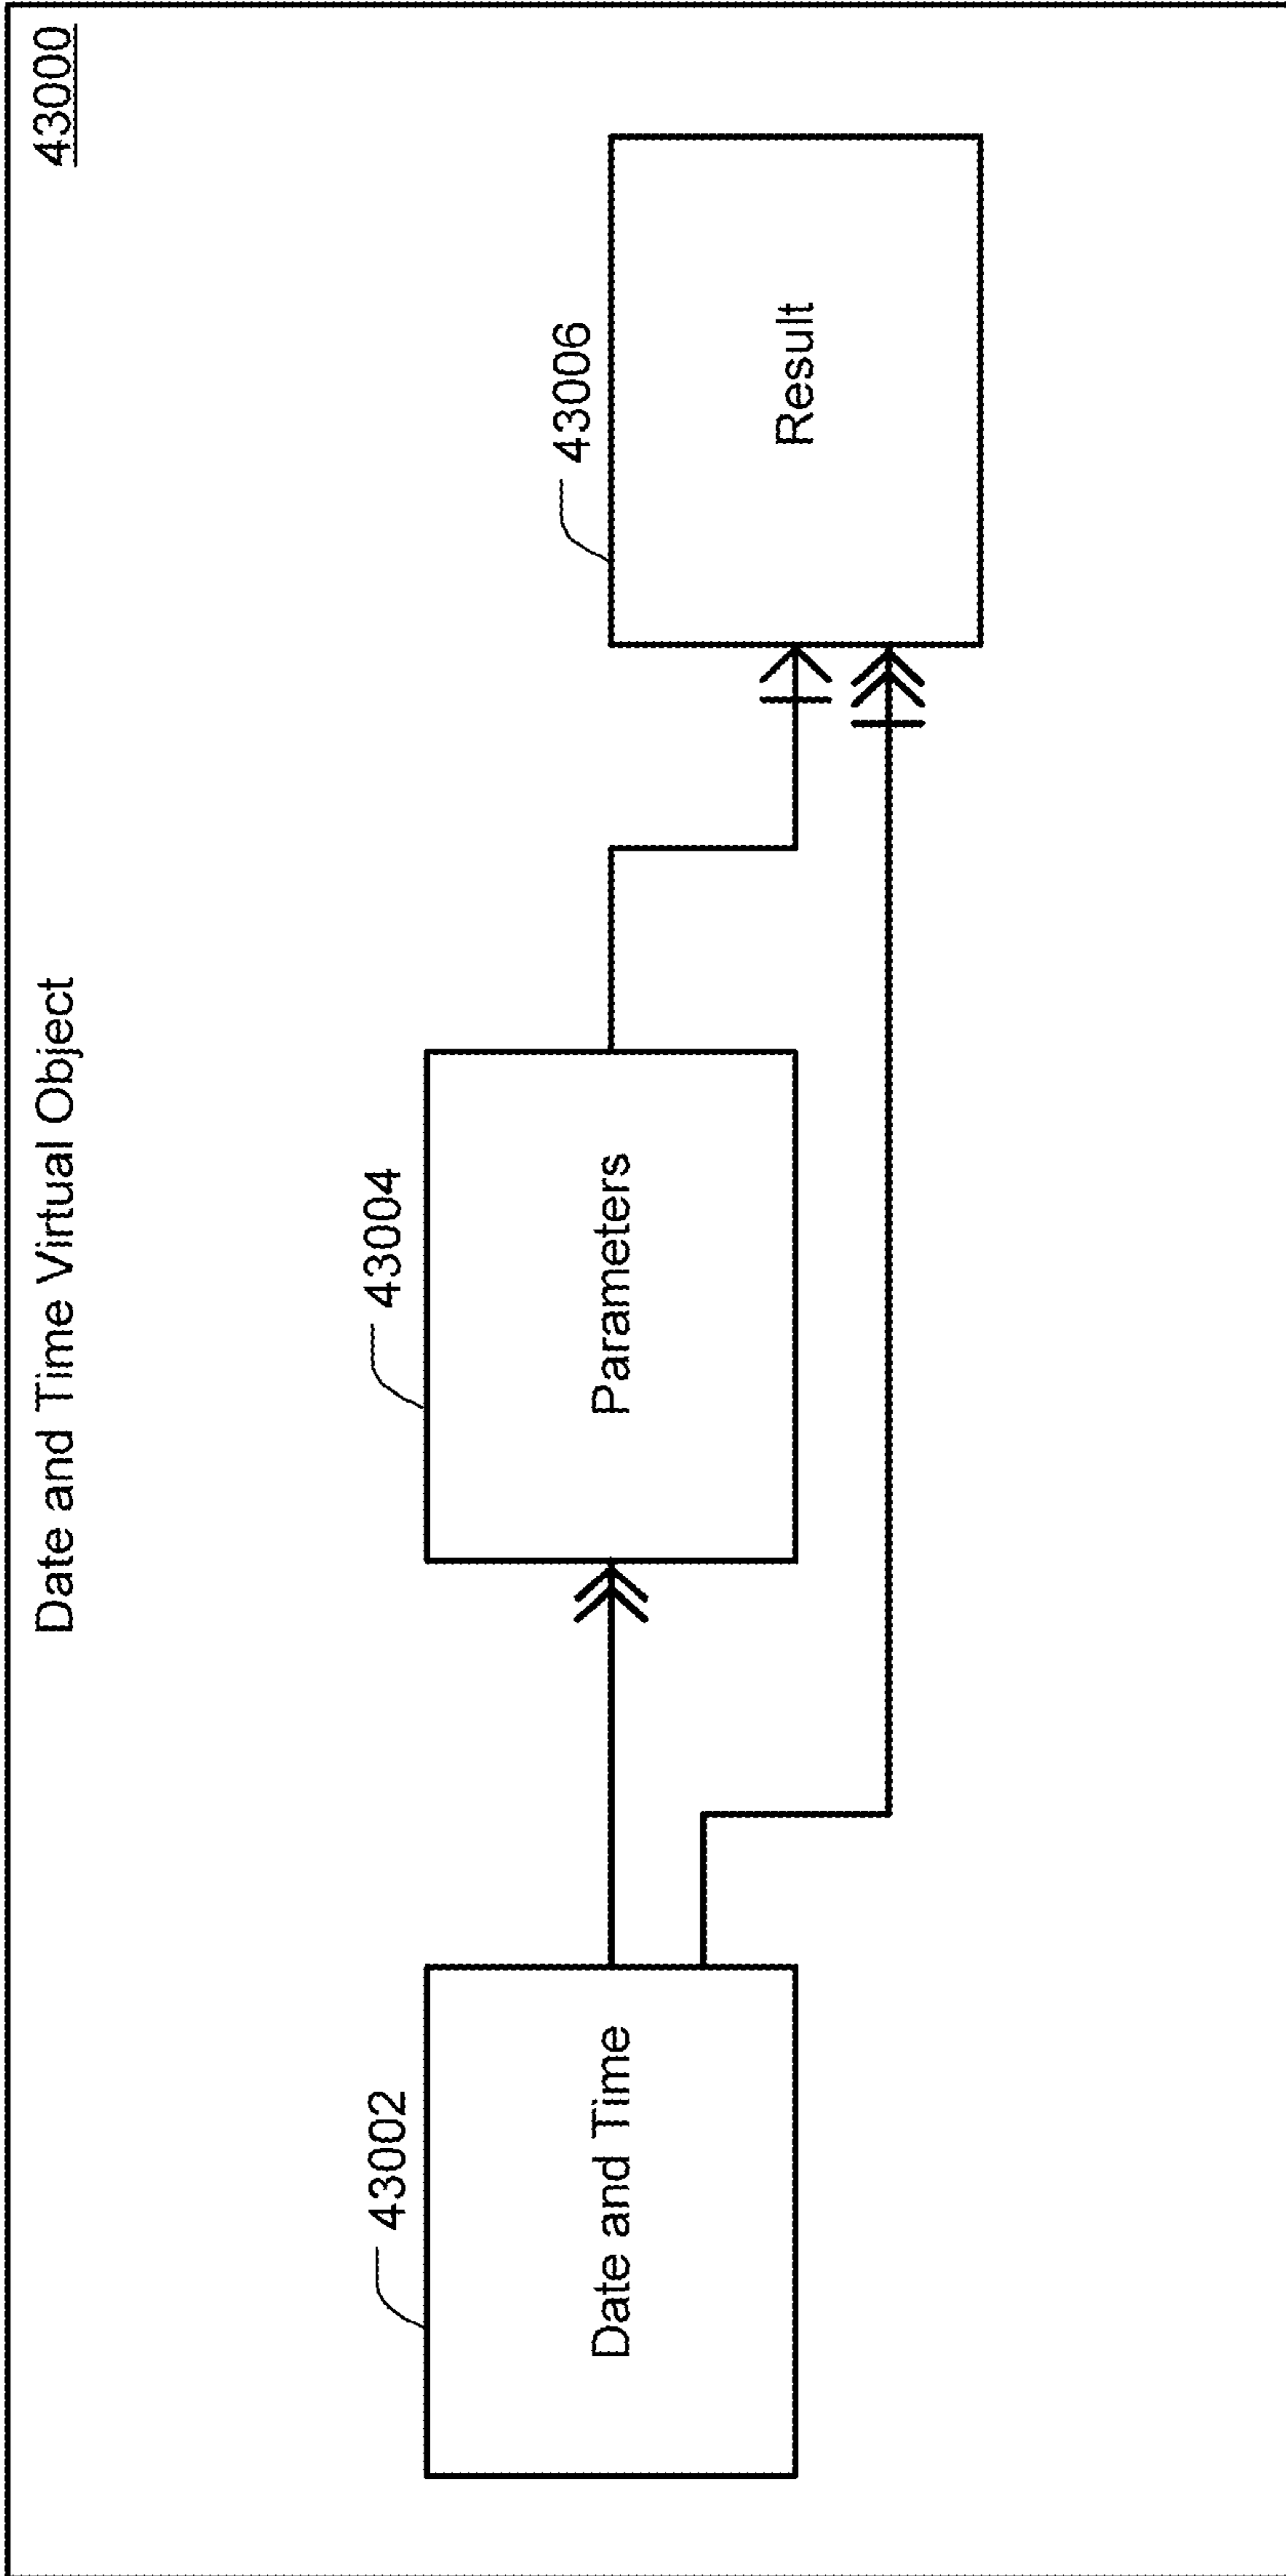 Date and Time Virtual Object
43000
43002
Date and Time
43004
Parameters
43006
Result